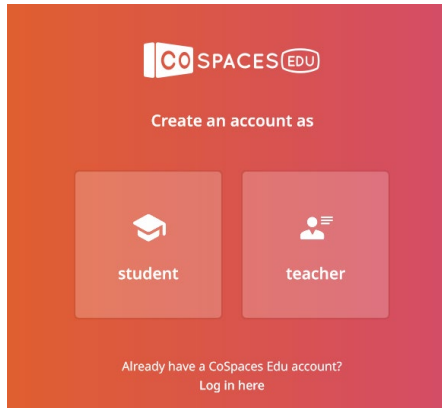 CO SPACES EDU
Create an account as
student
teacher
Already have a CoSpaces Edu account?
Log in here